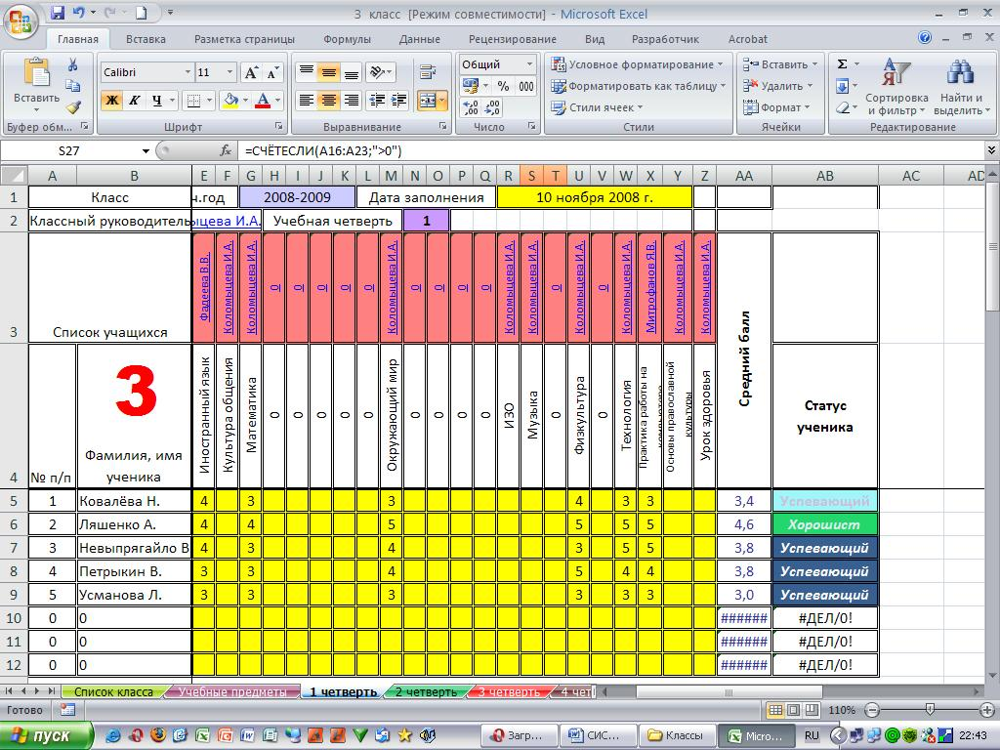 3 класс [Режим совместимости] - Microsoft Excel
Главная Вставка Разметка страницы Формулы Данные Рецензирование Вид Разработчик Acrobat
Вставить
Calibri 11
Ж К Ч
Общий
% 000
Условное форматирование
Форматировать как таблицу
Стили ячеек
Вставить
Удалить
Формат
Σ
Сортировка и фильтр
Найти и выделить
Буфер обм... Шрифт Выравнивание Число Стили Ячейки Редактирование
S27 fx =СЧЁТЕСЛИ(A16:A23;">0")
A B E F G H I J K L M N O P Q R S T U V W X Y Z AA AB AC AD
1 Класс ч.год 2008-2009 Дата заполнения 10 ноября 2008 г.
2 Классный руководитель ыцева И.А. Учебная четверть 1
3 Список учащихся Фадеева В.В. Коломыцева И.А. Коломыцева И.А. 0 0 0 0 0 Коломыцева И.А. 0 0 0 0 Коломыцева И.А. Коломыцева И.А. 0 Коломыцева И.А. 0 Коломыцева И.А. Митрофанов Я.В. Коломыцева И.А. Коломыцева И.А. Средний балл
3
4 № п/п Фамилия, имя ученика Иностранный язык Культура общения Математика 0 0 0 0 0 Окружающий мир 0 0 0 0 ИЗО Музыка 0 Физкультура 0 Технология Практика работы на компьютере Основы православной культуры Урок здоровья Статус ученика
5 1 Ковалёва Н. 4 3 3 4 3 3 3,4 Успевающий
6 2 Ляшенко А. 4 4 5 5 5 5 4,6 Хорошист
7 3 Невыпрягайло В 4 3 4 3 5 5 3,8 Успевающий
8 4 Петрыкин В. 3 3 4 5 4 4 3,8 Успевающий
9 5 Усманова Л. 3 3 3 3 3 3 3,0 Успевающий
10 0 0 ###### #ДЕЛ/0!
11 0 0 ###### #ДЕЛ/0!
12 0 0 ###### #ДЕЛ/0!
Список класса Учебные предметы 1 четверть 2 четверть 3 четверть 4 чет
Готово 110%
пуск Загр... СИС... Классы Micro... RU 22:43